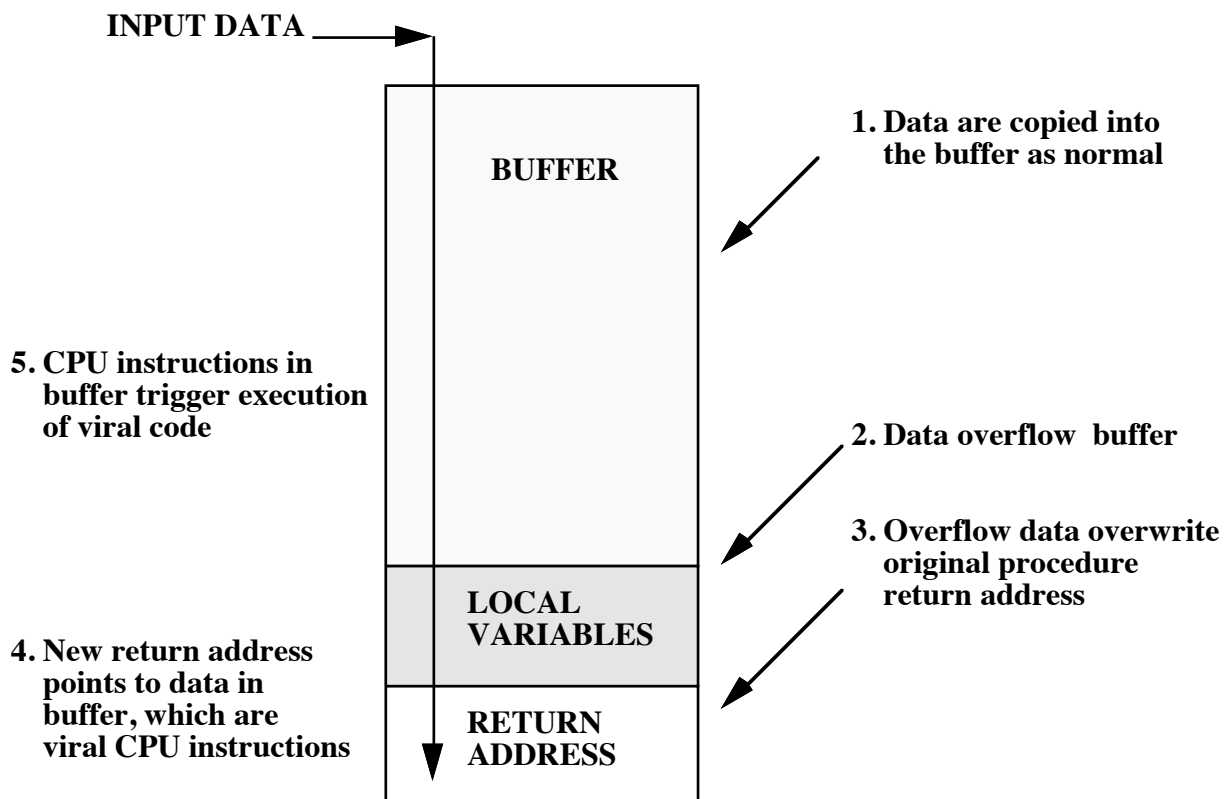 INPUT DATA
BUFFER
1. Data are copied into
the buffer as normal
5. CPU instructions in
buffer trigger execution
of viral code
2. Data overflow buffer
3. Overflow data overwrite
original procedure
return address
LOCAL
VARIABLES
4. New return address
points to data in
buffer, which are
viral CPU instructions
RETURN
ADDRESS